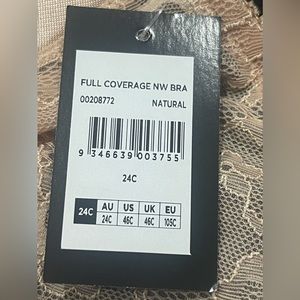 FULL COVERAGE NW BRA
00208772 NATURAL
9 346639 003755
24C
24C AU US UK EU
24C 46C 46C 105C